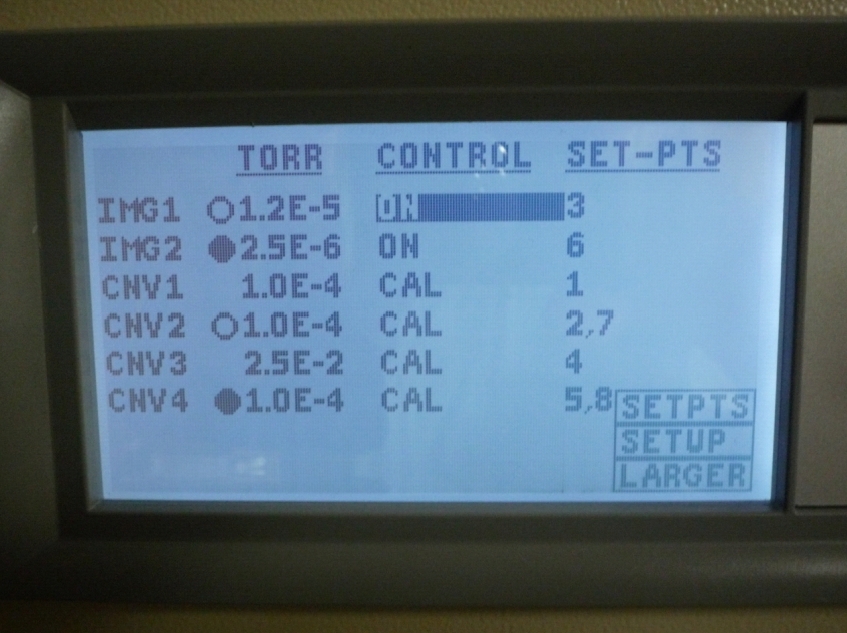 TORR CONTROL SET-PTS
IMG1 1.2E-5 ON 3
IMG2 2.5E-6 ON 6
CNV1 1.0E-4 CAL 1
CNV2 1.0E-4 CAL 2,7
CNV3 2.5E-2 CAL 4
CNV4 1.0E-4 CAL 5,8
SETPTS
SETUP
LARGER